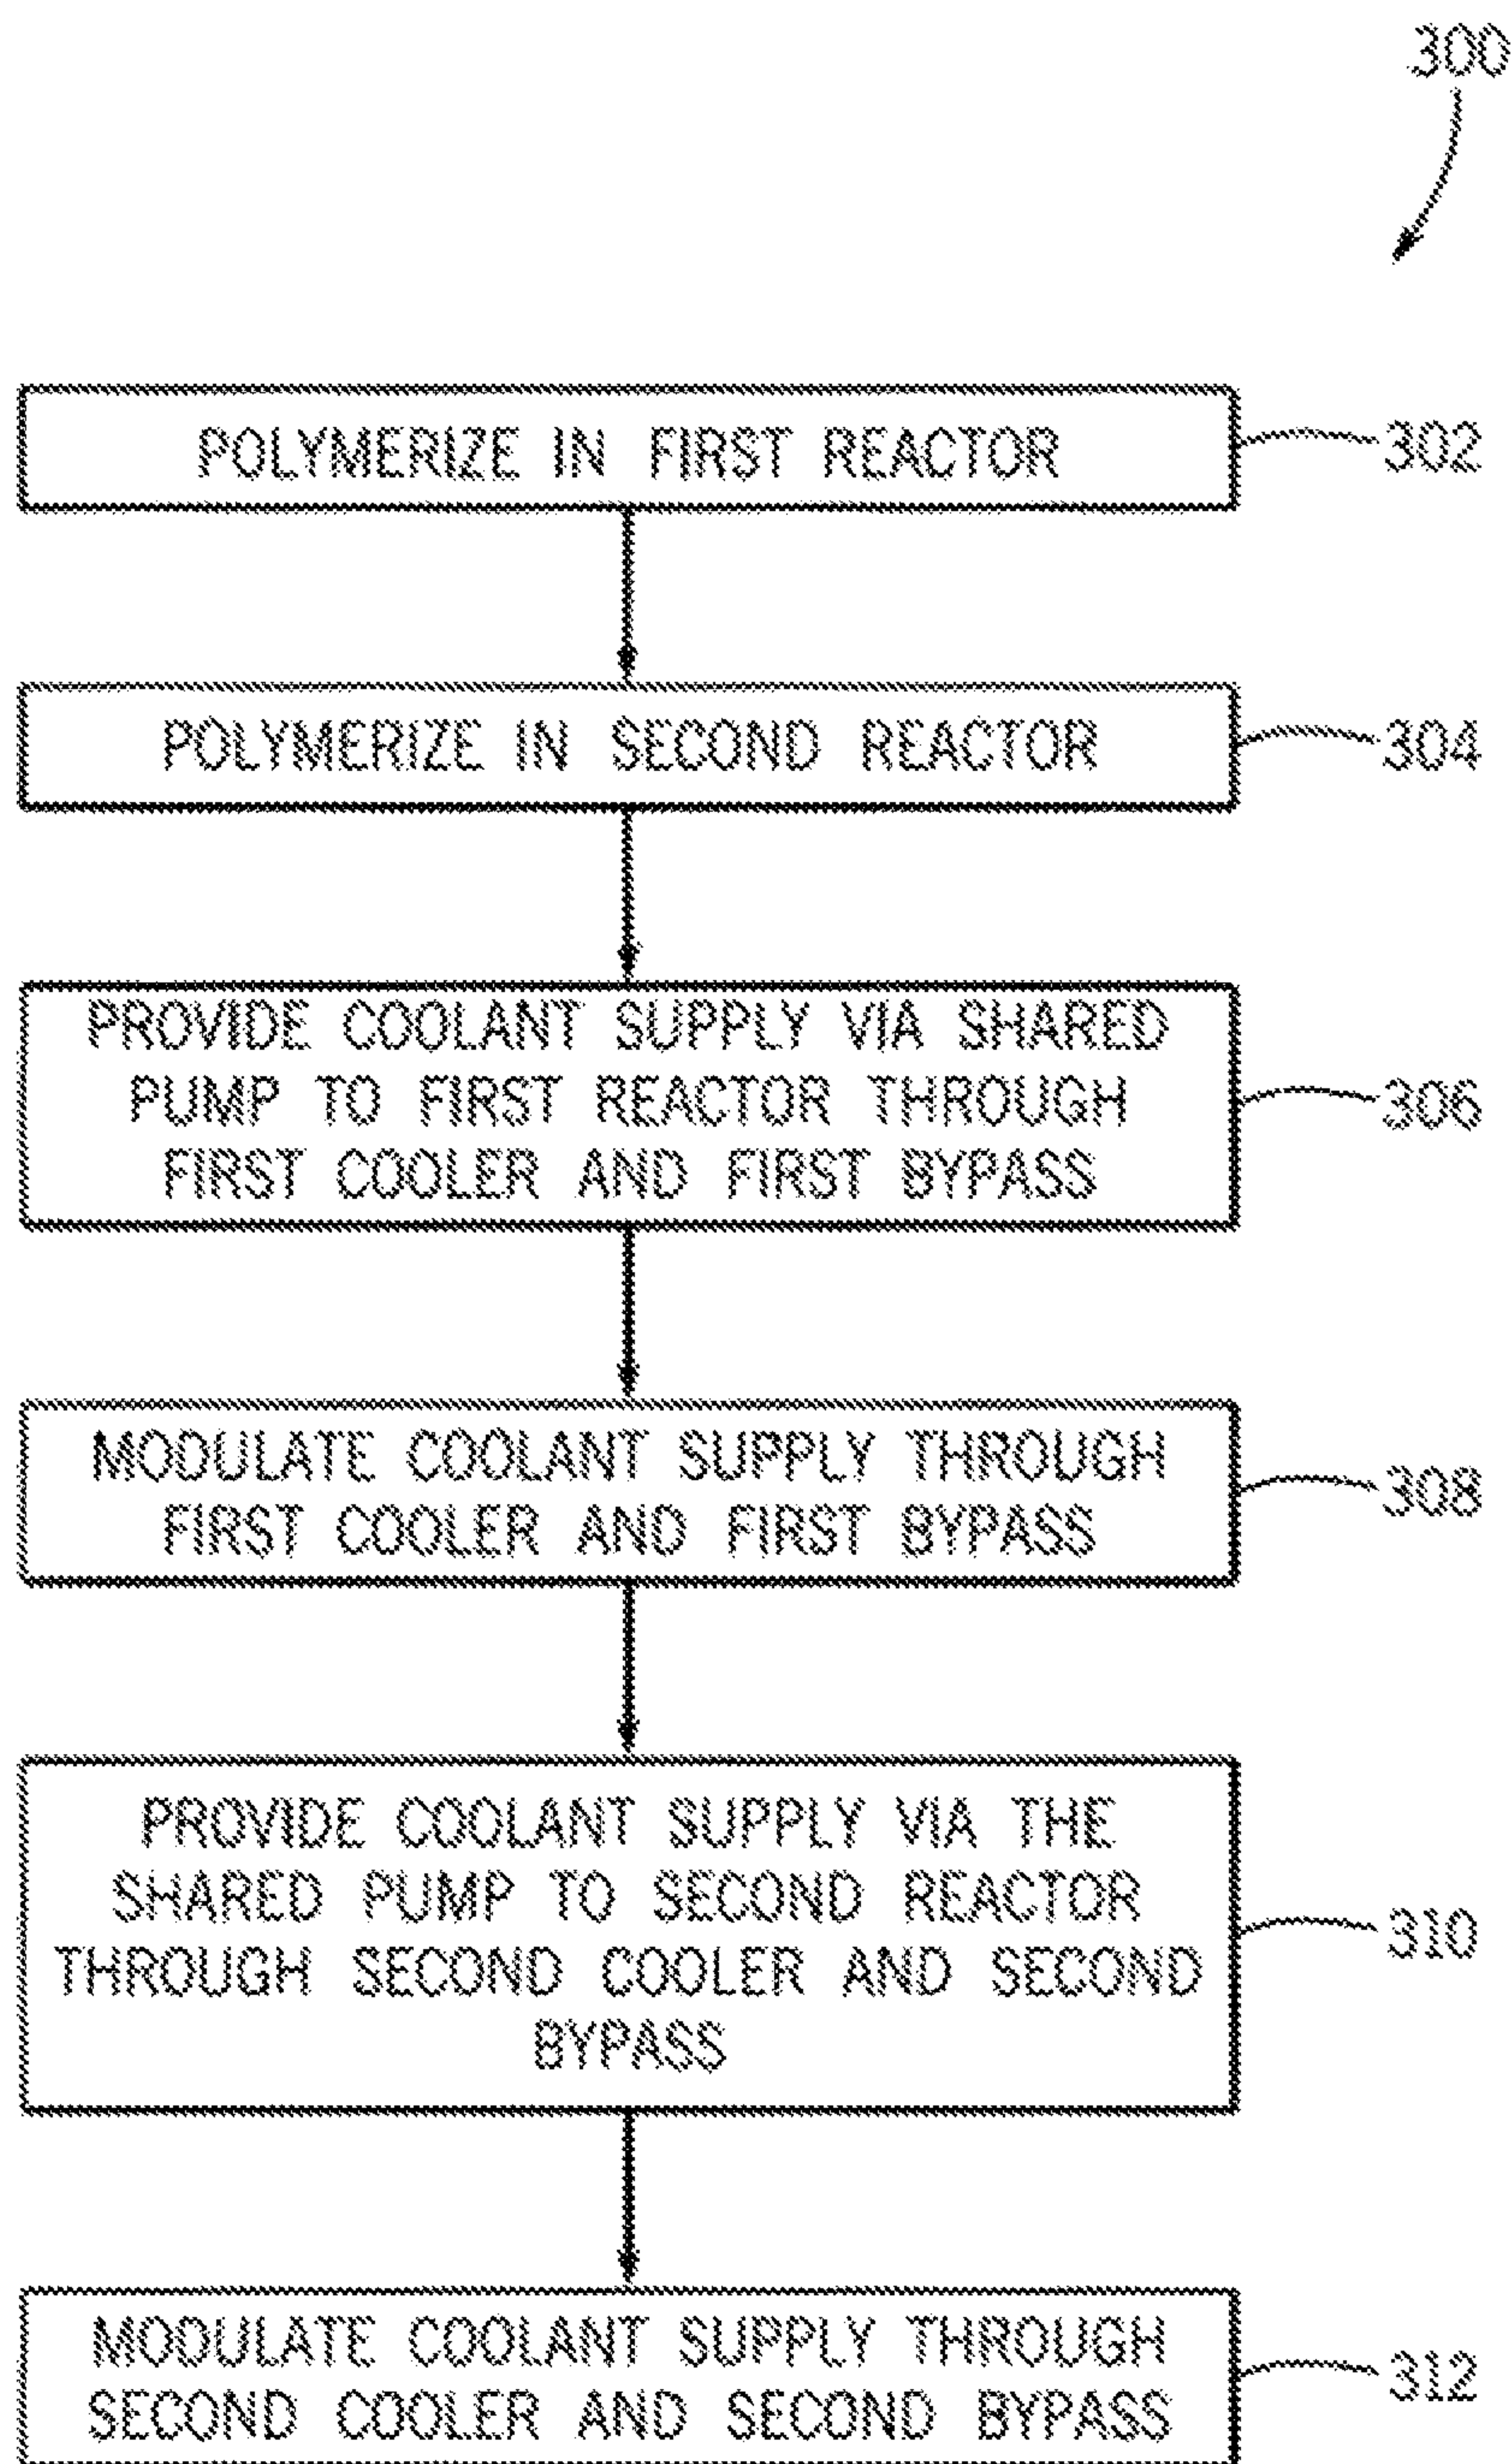 300
POLYMERIZE IN FIRST REACTOR
302
POLYMERIZE IN SECOND REACTOR
304
PROVIDE COOLANT SUPPLY VIA SHARED
PUMP TO FIRST REACTOR THROUGH
FIRST COOLER AND FIRST BYPASS
306
MODULATE COOLANT SUPPLY THROUGH
FIRST COOLER AND FIRST BYPASS
308
PROVIDE COOLANT SUPPLY VIA THE
SHARED PUMP TO SECOND REACTOR
THROUGH SECOND COOLER AND SECOND
BYPASS
310
MODULATE COOLANT SUPPLY THROUGH
SECOND COOLER AND SECOND BYPASS
312